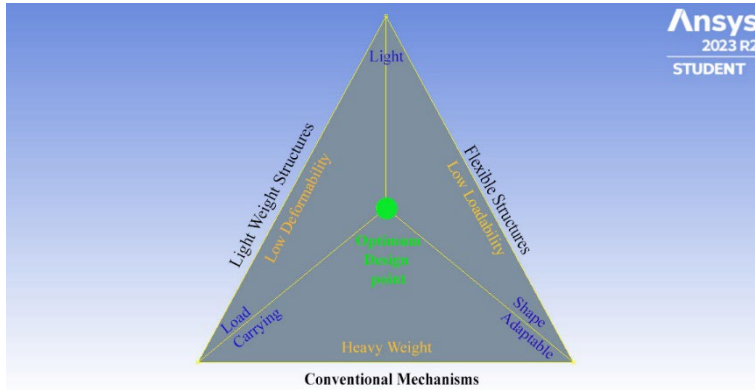 Ansys
2023 R2
STUDENT
Light
Light Weight Structures
Low Deformability
Flexible Structures
Low Loadability
Optimum
Design
point
Load
Carrying
Shape
Adaptable
Heavy Weight
Conventional Mechanisms